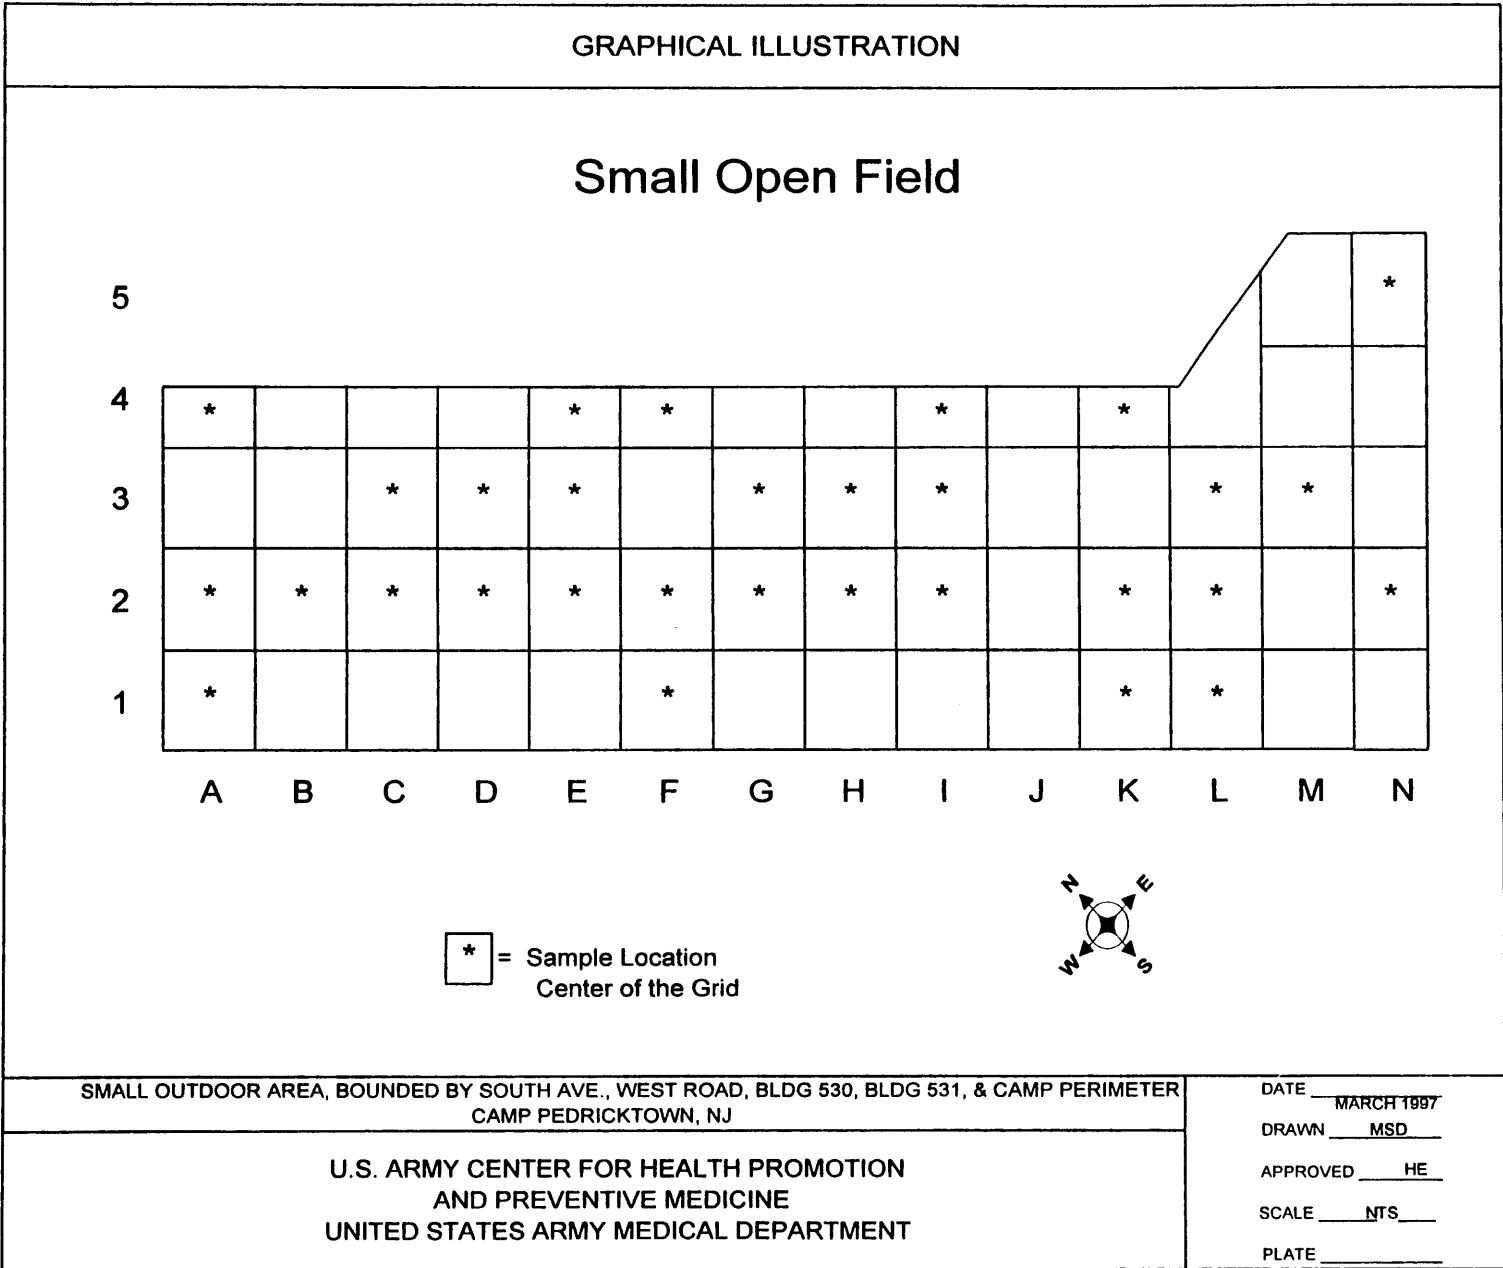 GRAPHICAL ILLUSTRATION
Small Open Field
5 *
4 * * * * *
3 * * * * * * * *
2 * * * * * * * * * * * *
1 * * * *
A B C D E F G H I J K L M N
N E
W S
* = Sample Location
Center of the Grid
SMALL OUTDOOR AREA, BOUNDED BY SOUTH AVE., WEST ROAD, BLDG 530, BLDG 531, & CAMP PERIMETER
CAMP PEDRICKTOWN, NJ
U.S. ARMY CENTER FOR HEALTH PROMOTION
AND PREVENTIVE MEDICINE
UNITED STATES ARMY MEDICAL DEPARTMENT
DATE MARCH 1997
DRAWN MSD
APPROVED HE
SCALE NTS
PLATE